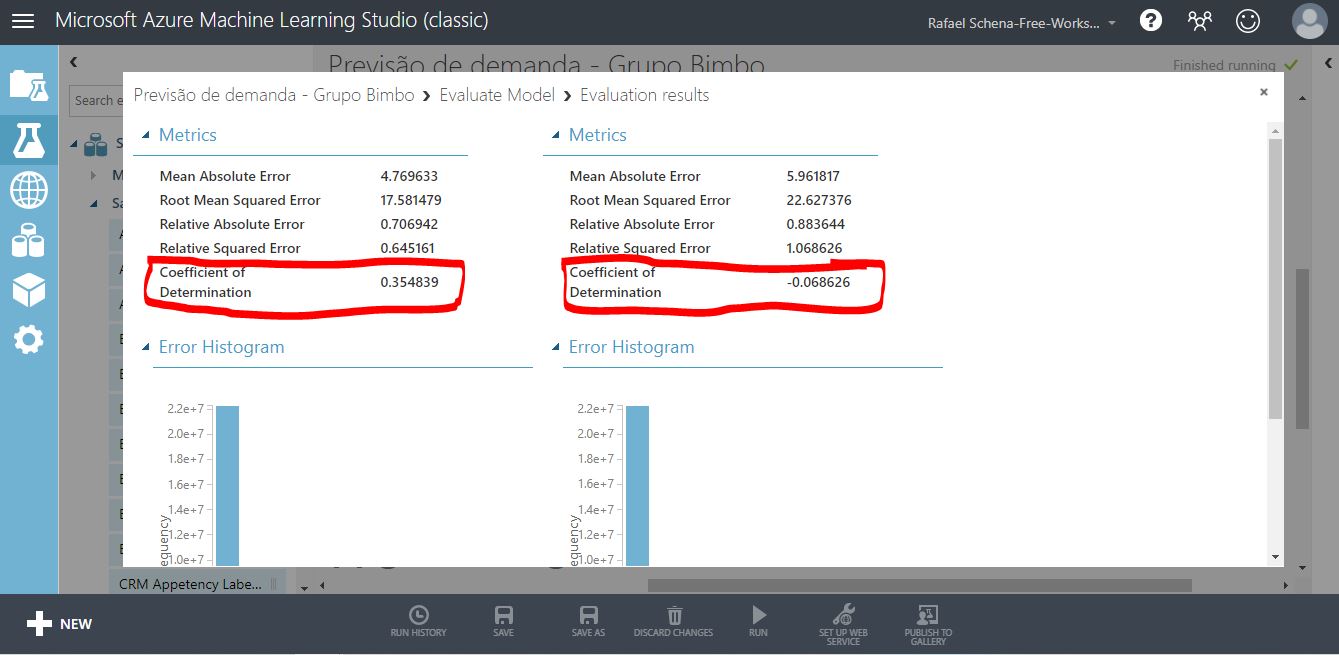 Microsoft Azure Machine Learning Studio (classic)
Rafael Schena-Free-Works...
Previsão de demanda - Grupo Bimbo
Finished running
Search e
Previsão de demanda - Grupo Bimbo > Evaluate Model > Evaluation results
Metrics
Mean Absolute Error 4.769633
Root Mean Squared Error 17.581479
Relative Absolute Error 0.706942
Relative Squared Error 0.645161
Coefficient of
Determination 0.354839
Error Histogram
2.2e+7
2.0e+7
1.8e+7
1.6e+7
1.4e+7
1.2e+7
1.0e+7
equency
Metrics
Mean Absolute Error 5.961817
Root Mean Squared Error 22.627376
Relative Absolute Error 0.883644
Relative Squared Error 1.068626
Coefficient of
Determination -0.068626
Error Histogram
2.2e+7
2.0e+7
1.8e+7
1.6e+7
1.4e+7
1.2e+7
1.0e+7
equency
CRM Appetency Labe...
NEW
RUN HISTORY
SAVE
SAVE AS
DISCARD CHANGES
RUN
SET UP WEB
SERVICE
PUBLISH TO
GALLERY